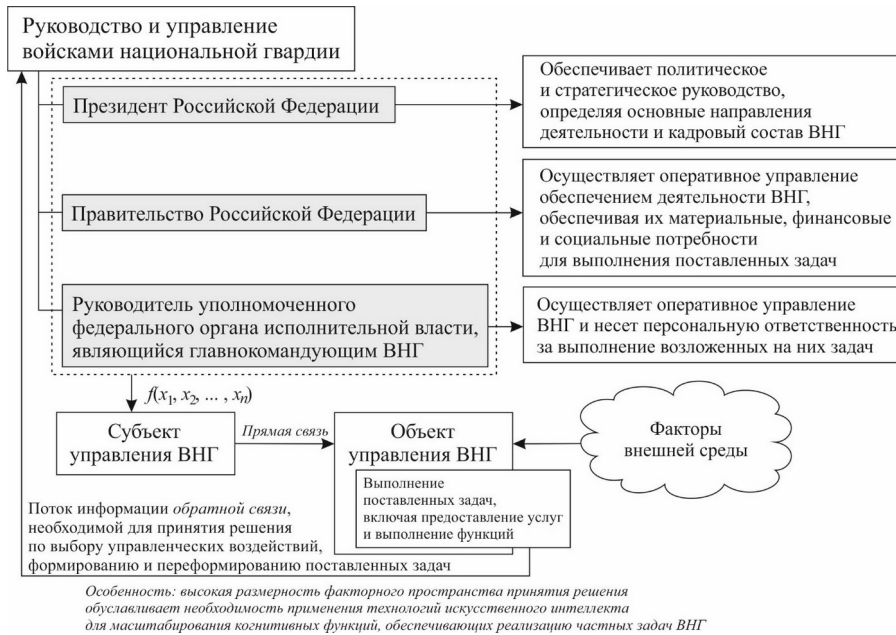 Руководство и управление
войсками национальной гвардии
Президент Российской Федерации
Обеспечивает политическое
и стратегическое руководство,
определяя основные направления
деятельности и кадровый состав ВНГ
Правительство Российской Федерации
Осуществляет оперативное управление
обеспечением деятельности ВНГ,
обеспечивая их материальные, финансовые
и социальные потребности
для выполнения поставленных задач
Руководитель уполномоченного
федерального органа исполнительной власти,
являющийся главнокомандующим ВНГ
Осуществляет оперативное управление
ВНГ и несет персональную ответственность
за выполнение возложенных на них задач
f(x₁, x₂, ... , xₙ)
Субъект
управления ВНГ
Прямая связь
Объект
управления ВНГ
Факторы
внешней среды
Выполнение
поставленных задач,
включая предоставление услуг
и выполнение функций
Поток информации обратной связи,
необходимой для принятия решения
по выбору управленческих воздействий,
формированию и переформированию поставленных задач
Особенность: высокая размерность факторного пространства принятия решения
обуславливает необходимость применения технологий искусственного интеллекта
для масштабирования когнитивных функций, обеспечивающих реализацию частных задач ВНГ